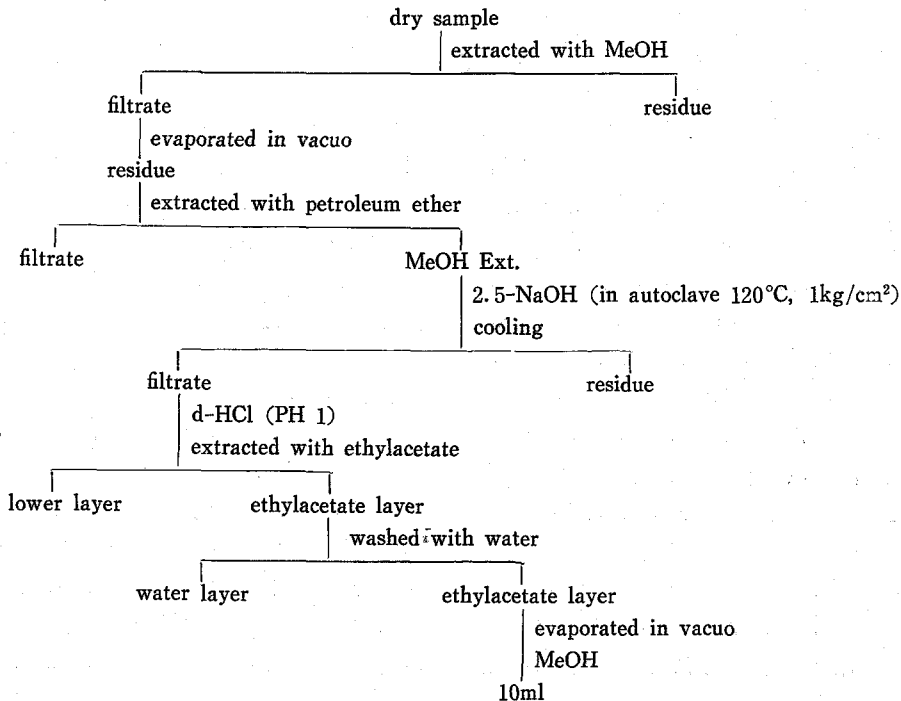 dry sample
extracted with MeOH
filtrate residue
evaporated in vacuo
residue
extracted with petroleum ether
filtrate MeOH Ext.
2.5-NaOH (in autoclave 120°C, 1kg/cm²)
cooling
filtrate residue
d-HCl (PH 1)
extracted with ethylacetate
lower layer ethylacetate layer
washed with water
water layer ethylacetate layer
evaporated in vacuo
MeOH
10ml